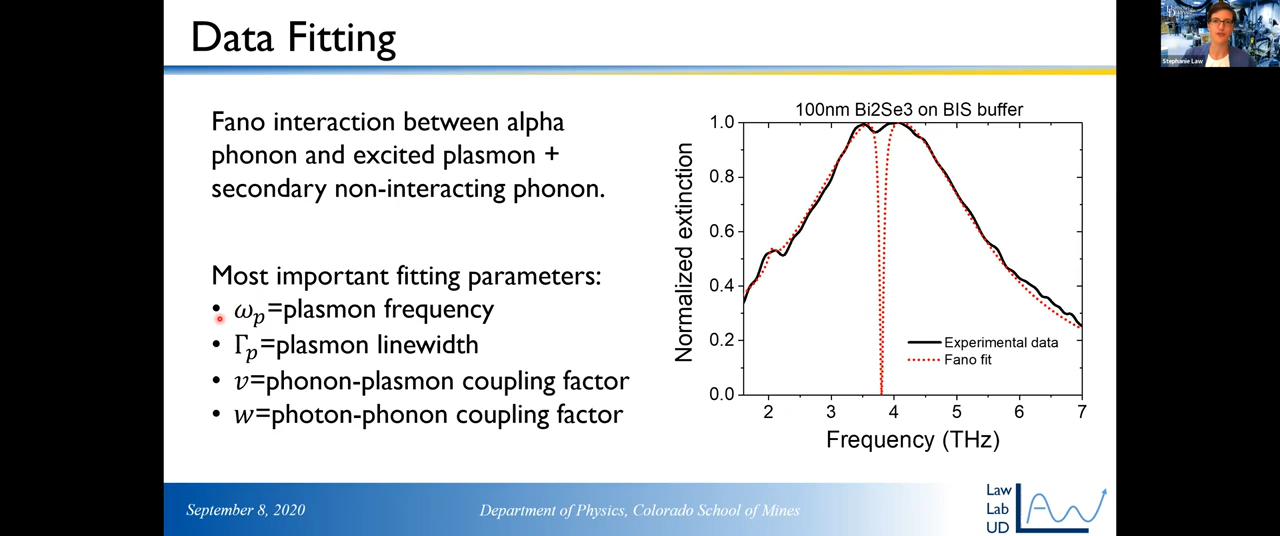 Data Fitting
Stephanie Law
Fano interaction between alpha
phonon and excited plasmon +
secondary non-interacting phonon.
Most important fitting parameters:
• ωₚ=plasmon frequency
• Γₚ=plasmon linewidth
• 𝑣=phonon-plasmon coupling factor
• 𝑤=photon-phonon coupling factor
100nm Bi2Se3 on BIS buffer
Normalized extinction
1.0
0.8
0.6
0.4
0.2
0.0
Experimental data
Fano fit
2 3 4 5 6 7
Frequency (THz)
September 8, 2020
Department of Physics, Colorado School of Mines
Law
Lab
UD